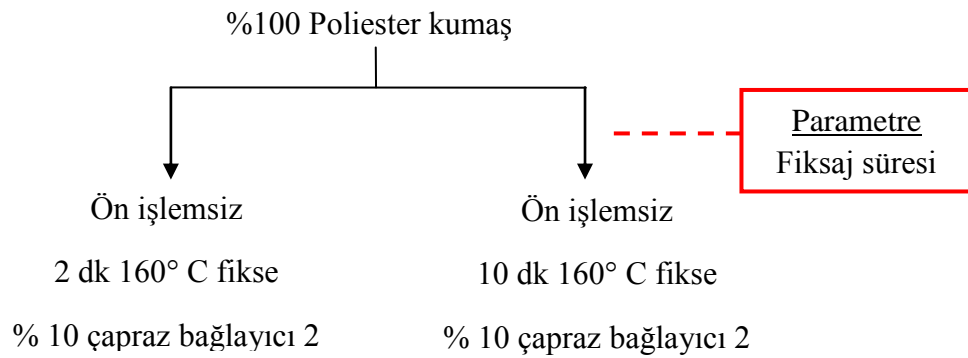 %100 Poliester kumaş
Parametre
Fiksaj süresi
Ön işlemsiz
2 dk 160° C fikse
% 10 çapraz bağlayıcı 2
Ön işlemsiz
10 dk 160° C fikse
% 10 çapraz bağlayıcı 2